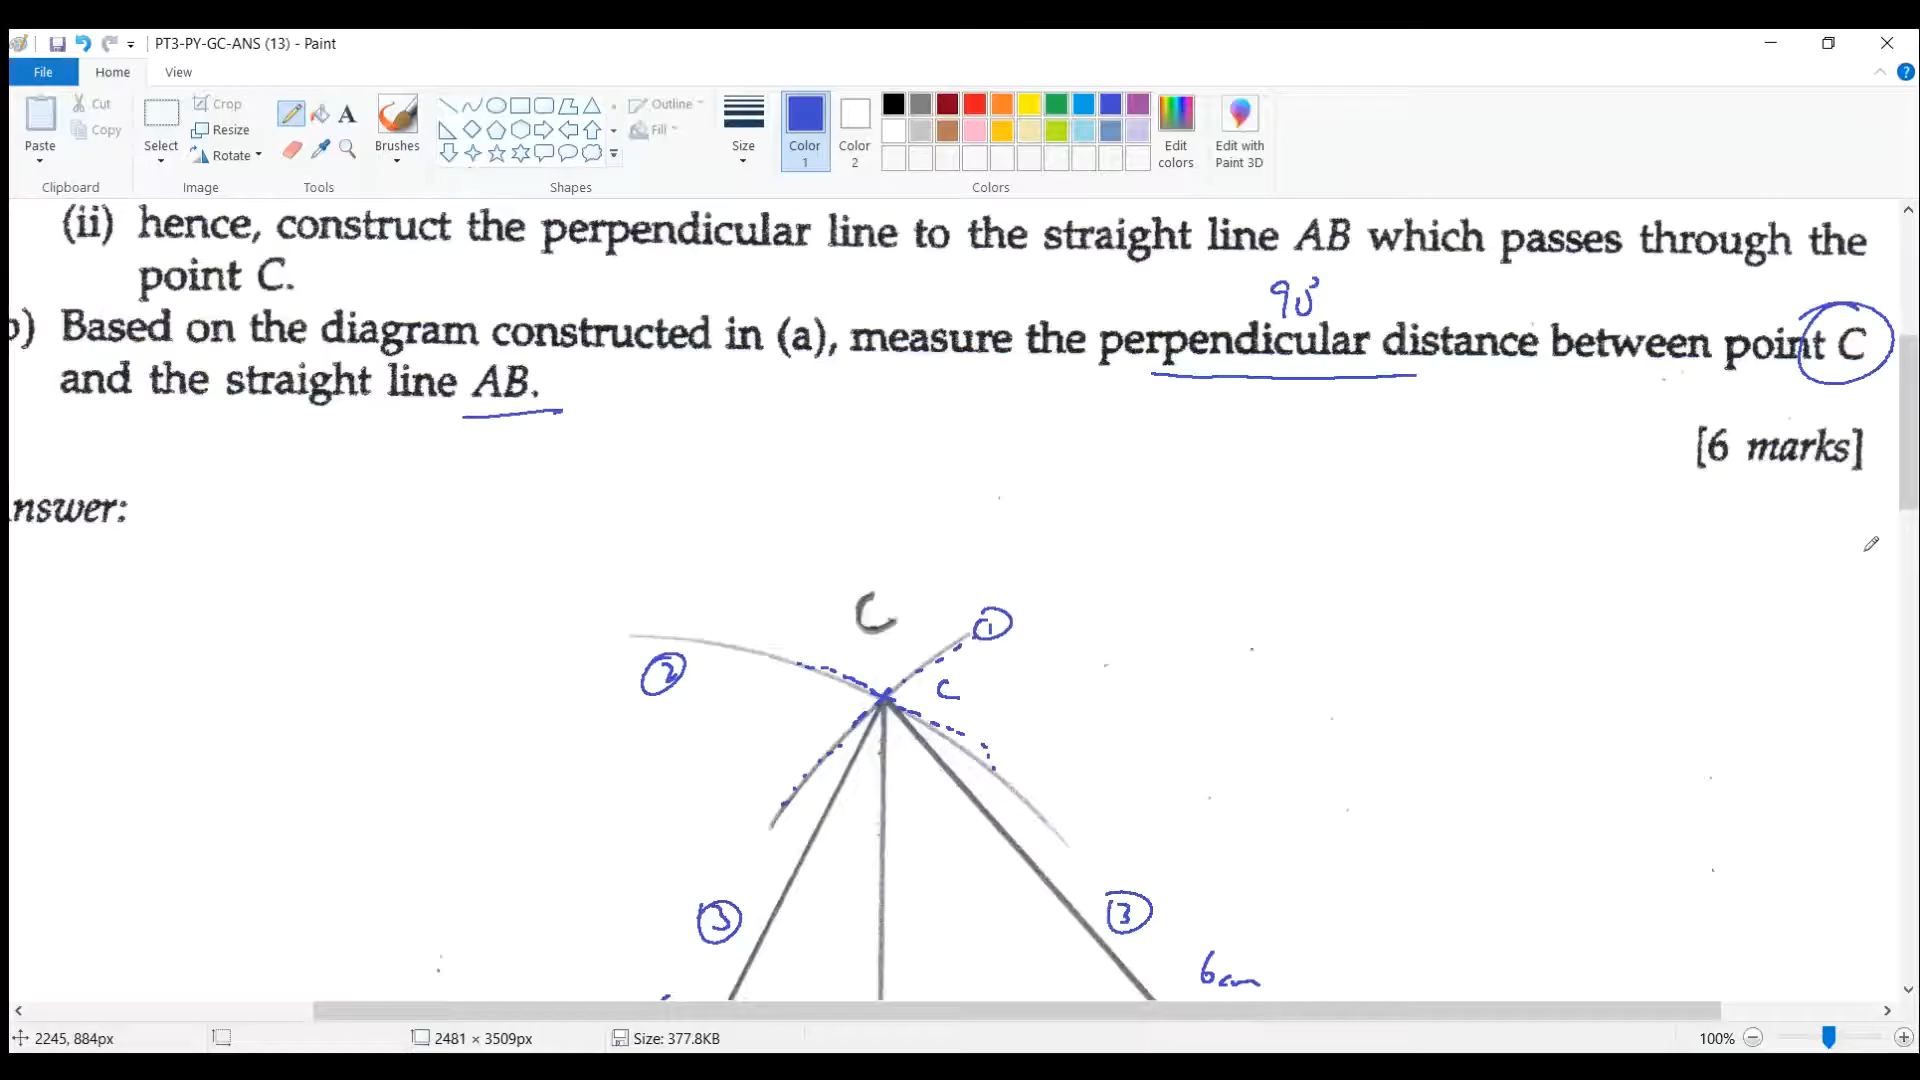 PT3-PY-GC-ANS (13) - Paint
File Home View
Paste Cut Copy Select Crop Resize Rotate A Brushes Outline Fill Size Color 1 Color 2 Edit colors Edit with Paint 3D
Clipboard Image Tools Shapes Colors
(ii) hence, construct the perpendicular line to the straight line AB which passes through the
point C.
90°
) Based on the diagram constructed in (a), measure the perpendicular distance between point C
and the straight line AB.
[6 marks]
nswer:
C
1
2
C
3
3
6cm
2245, 884px 2481 × 3509px Size: 377.8KB 100%